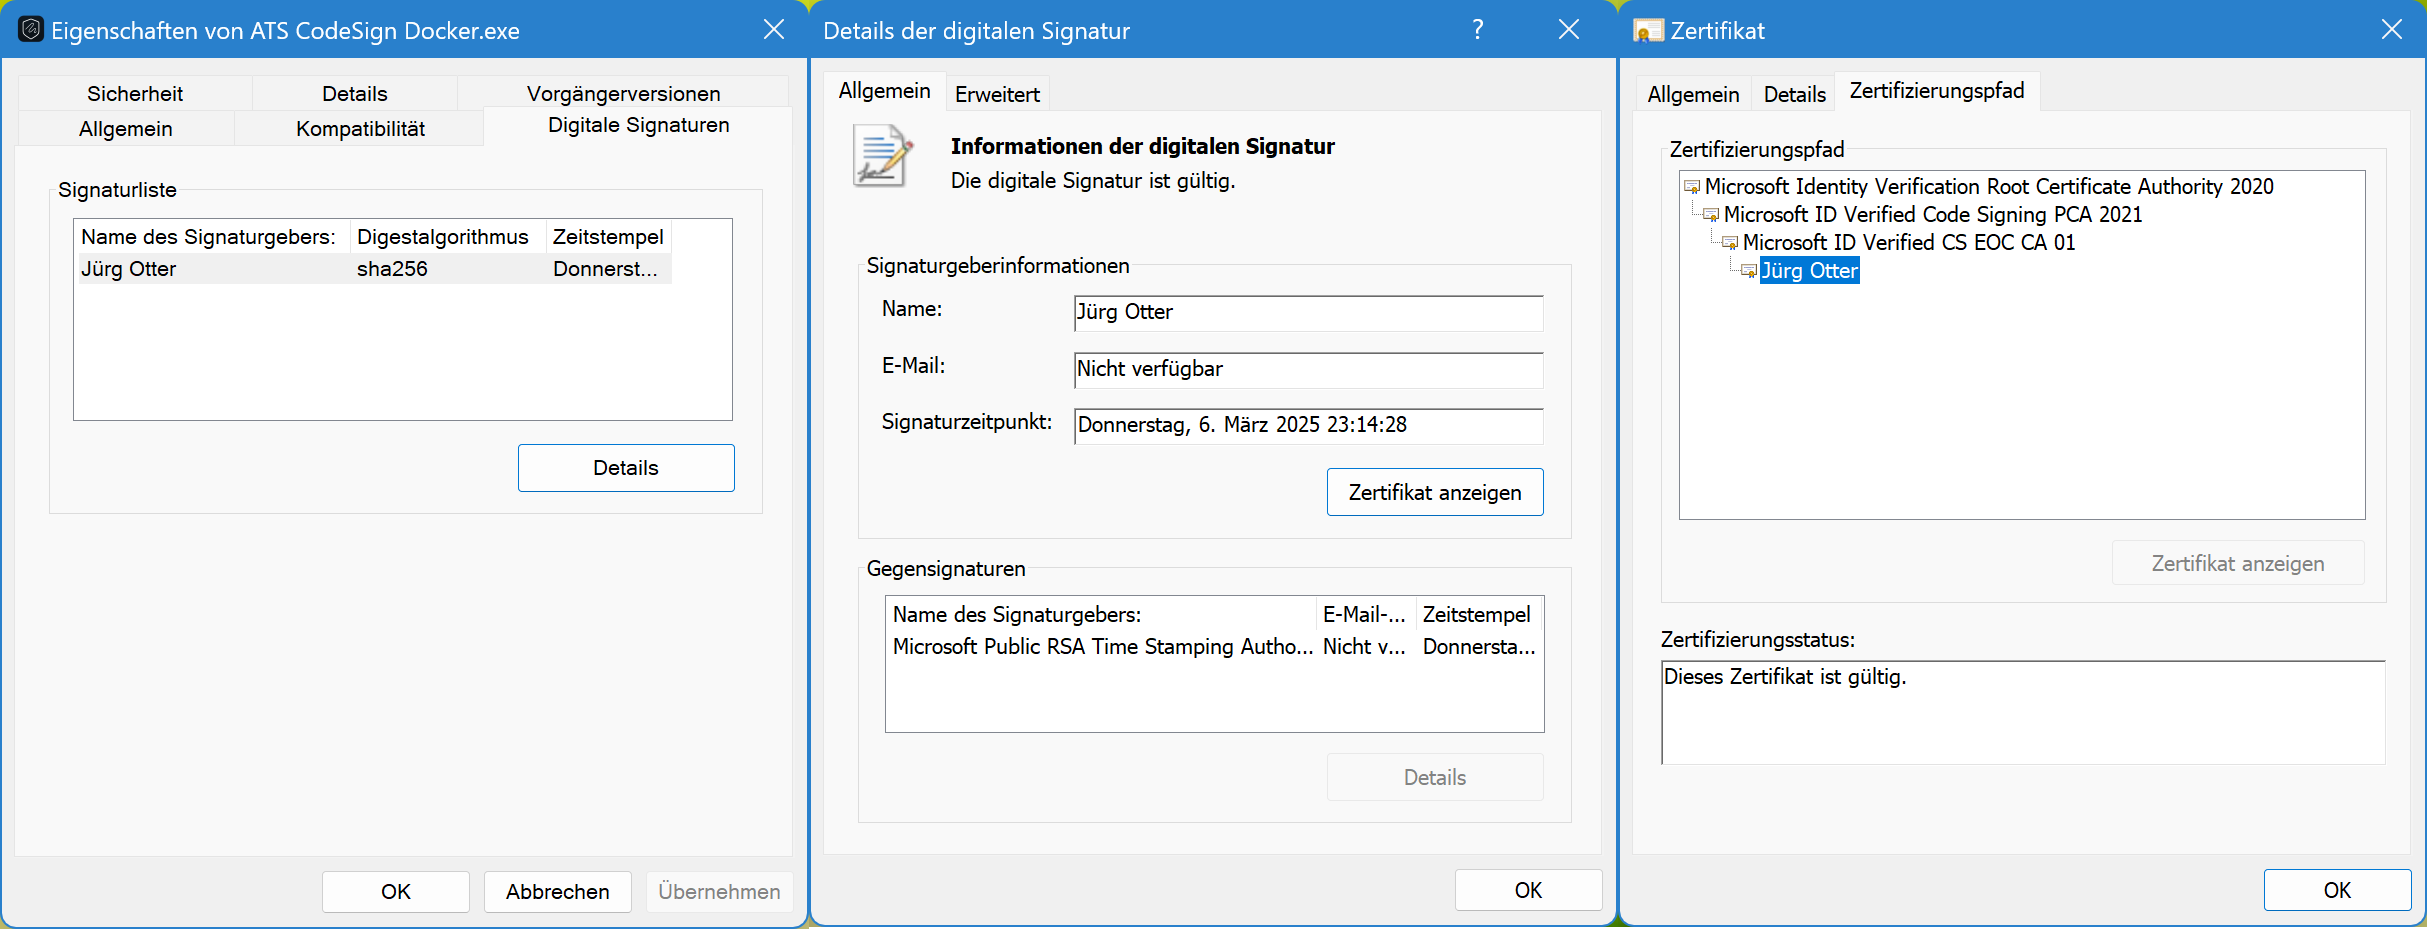 Eigenschaften von ATS CodeSign Docker.exe
Sicherheit Details Vorgängerversionen
Allgemein Kompatibilität Digitale Signaturen
Signaturliste
Name des Signaturgebers: Digestalgorithmus Zeitstempel
Jürg Otter sha256 Donnerst...
Details
OK Abbrechen Übernehmen
Details der digitalen Signatur ?
Allgemein Erweitert
Informationen der digitalen Signatur
Die digitale Signatur ist gültig.
Signaturgeberinformationen
Name: Jürg Otter
E-Mail: Nicht verfügbar
Signaturzeitpunkt: Donnerstag, 6. März 2025 23:14:28
Zertifikat anzeigen
Gegensignaturen
Name des Signaturgebers: E-Mail-... Zeitstempel
Microsoft Public RSA Time Stamping Autho... Nicht v... Donnersta...
Details
OK
Zertifikat
Allgemein Details Zertifizierungspfad
Zertifizierungspfad
Microsoft Identity Verification Root Certificate Authority 2020
Microsoft ID Verified Code Signing PCA 2021
Microsoft ID Verified CS EOC CA 01
Jürg Otter
Zertifikat anzeigen
Zertifizierungsstatus:
Dieses Zertifikat ist gültig.
OK